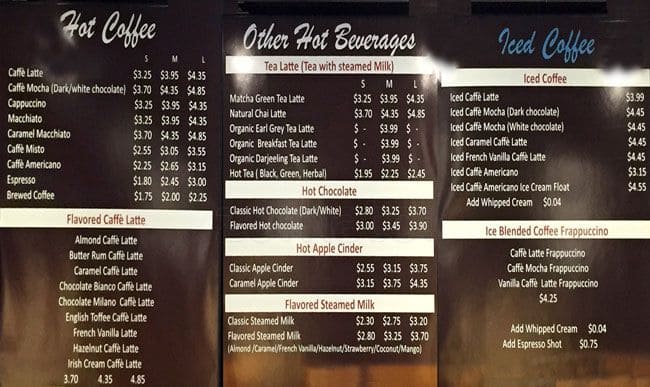 Hot Coffee
S M L
Caffè Latte $3.25 $3.95 $4.35
Caffè Mocha (Dark/white chocolate) $3.70 $4.35 $4.85
Cappuccino $3.25 $3.95 $4.35
Macchiato $3.25 $3.95 $4.35
Caramel Macchiato $3.70 $4.35 $4.85
Caffè Misto $2.55 $3.05 $3.55
Caffè Americano $2.25 $2.65 $3.15
Espresso $1.80 $2.45 $3.00
Brewed Coffee $1.75 $2.00 $2.25
Flavored Caffè Latte
Almond Caffè Latte
Butter Rum Caffè Latte
Caramel Caffè Latte
Chocolate Bianco Caffè Latte
Chocolate Milano Caffè Latte
English Toffee Caffè Latte
French Vanilla Latte
Hazelnut Caffè Latte
Irish Cream Caffè Latte
3.70 4.35 4.85
Other Hot Beverages
Tea Latte (Tea with steamed Milk)
S M L
Matcha Green Tea Latte $3.25 $3.95 $4.35
Natural Chai Latte $3.70 $4.35 $4.85
Organic Earl Grey Tea Latte $ - $3.99 $ -
Organic Breakfast Tea Latte $ - $3.99 $ -
Organic Darjeeling Tea Latte $ - $3.99 $ -
Hot Tea ( Black, Green, Herbal) $1.95 $2.25 $2.45
Hot Chocolate
Classic Hot Chocolate (Dark/White) $2.80 $3.25 $3.70
Flavored Hot chocolate $3.00 $3.45 $3.90
Hot Apple Cinder
Classic Apple Cinder $2.55 $3.15 $3.75
Caramel Apple Cinder $3.15 $3.75 $4.35
Flavored Steamed Milk
Classic Steamed Milk $2.30 $2.75 $3.20
Flavored Steamed Milk $2.80 $3.25 $3.70
(Almond /Caramel/French Vanilla/Hazelnut/Strawberry/Coconut/Mango)
Iced Coffee
Iced Coffee
Iced Caffè Latte $3.99
Iced Caffè Mocha (Dark chocolate) $4.45
Iced Caffè Mocha (White chocolate) $4.45
Iced Caramel Caffè Latte $4.45
Iced French Vanilla Caffè Latte $4.45
Iced Caffè Americano $3.15
Iced Caffè Americano Ice Cream Float $4.55
Add Whipped Cream $0.04
Ice Blended Coffee Frappuccino
Caffè Latte Frappuccino
Caffè Mocha Frappuccino
Vanilla Caffè Latte Frappuccino
$4.25
Add Whipped Cream $0.04
Add Espresso Shot $0.75